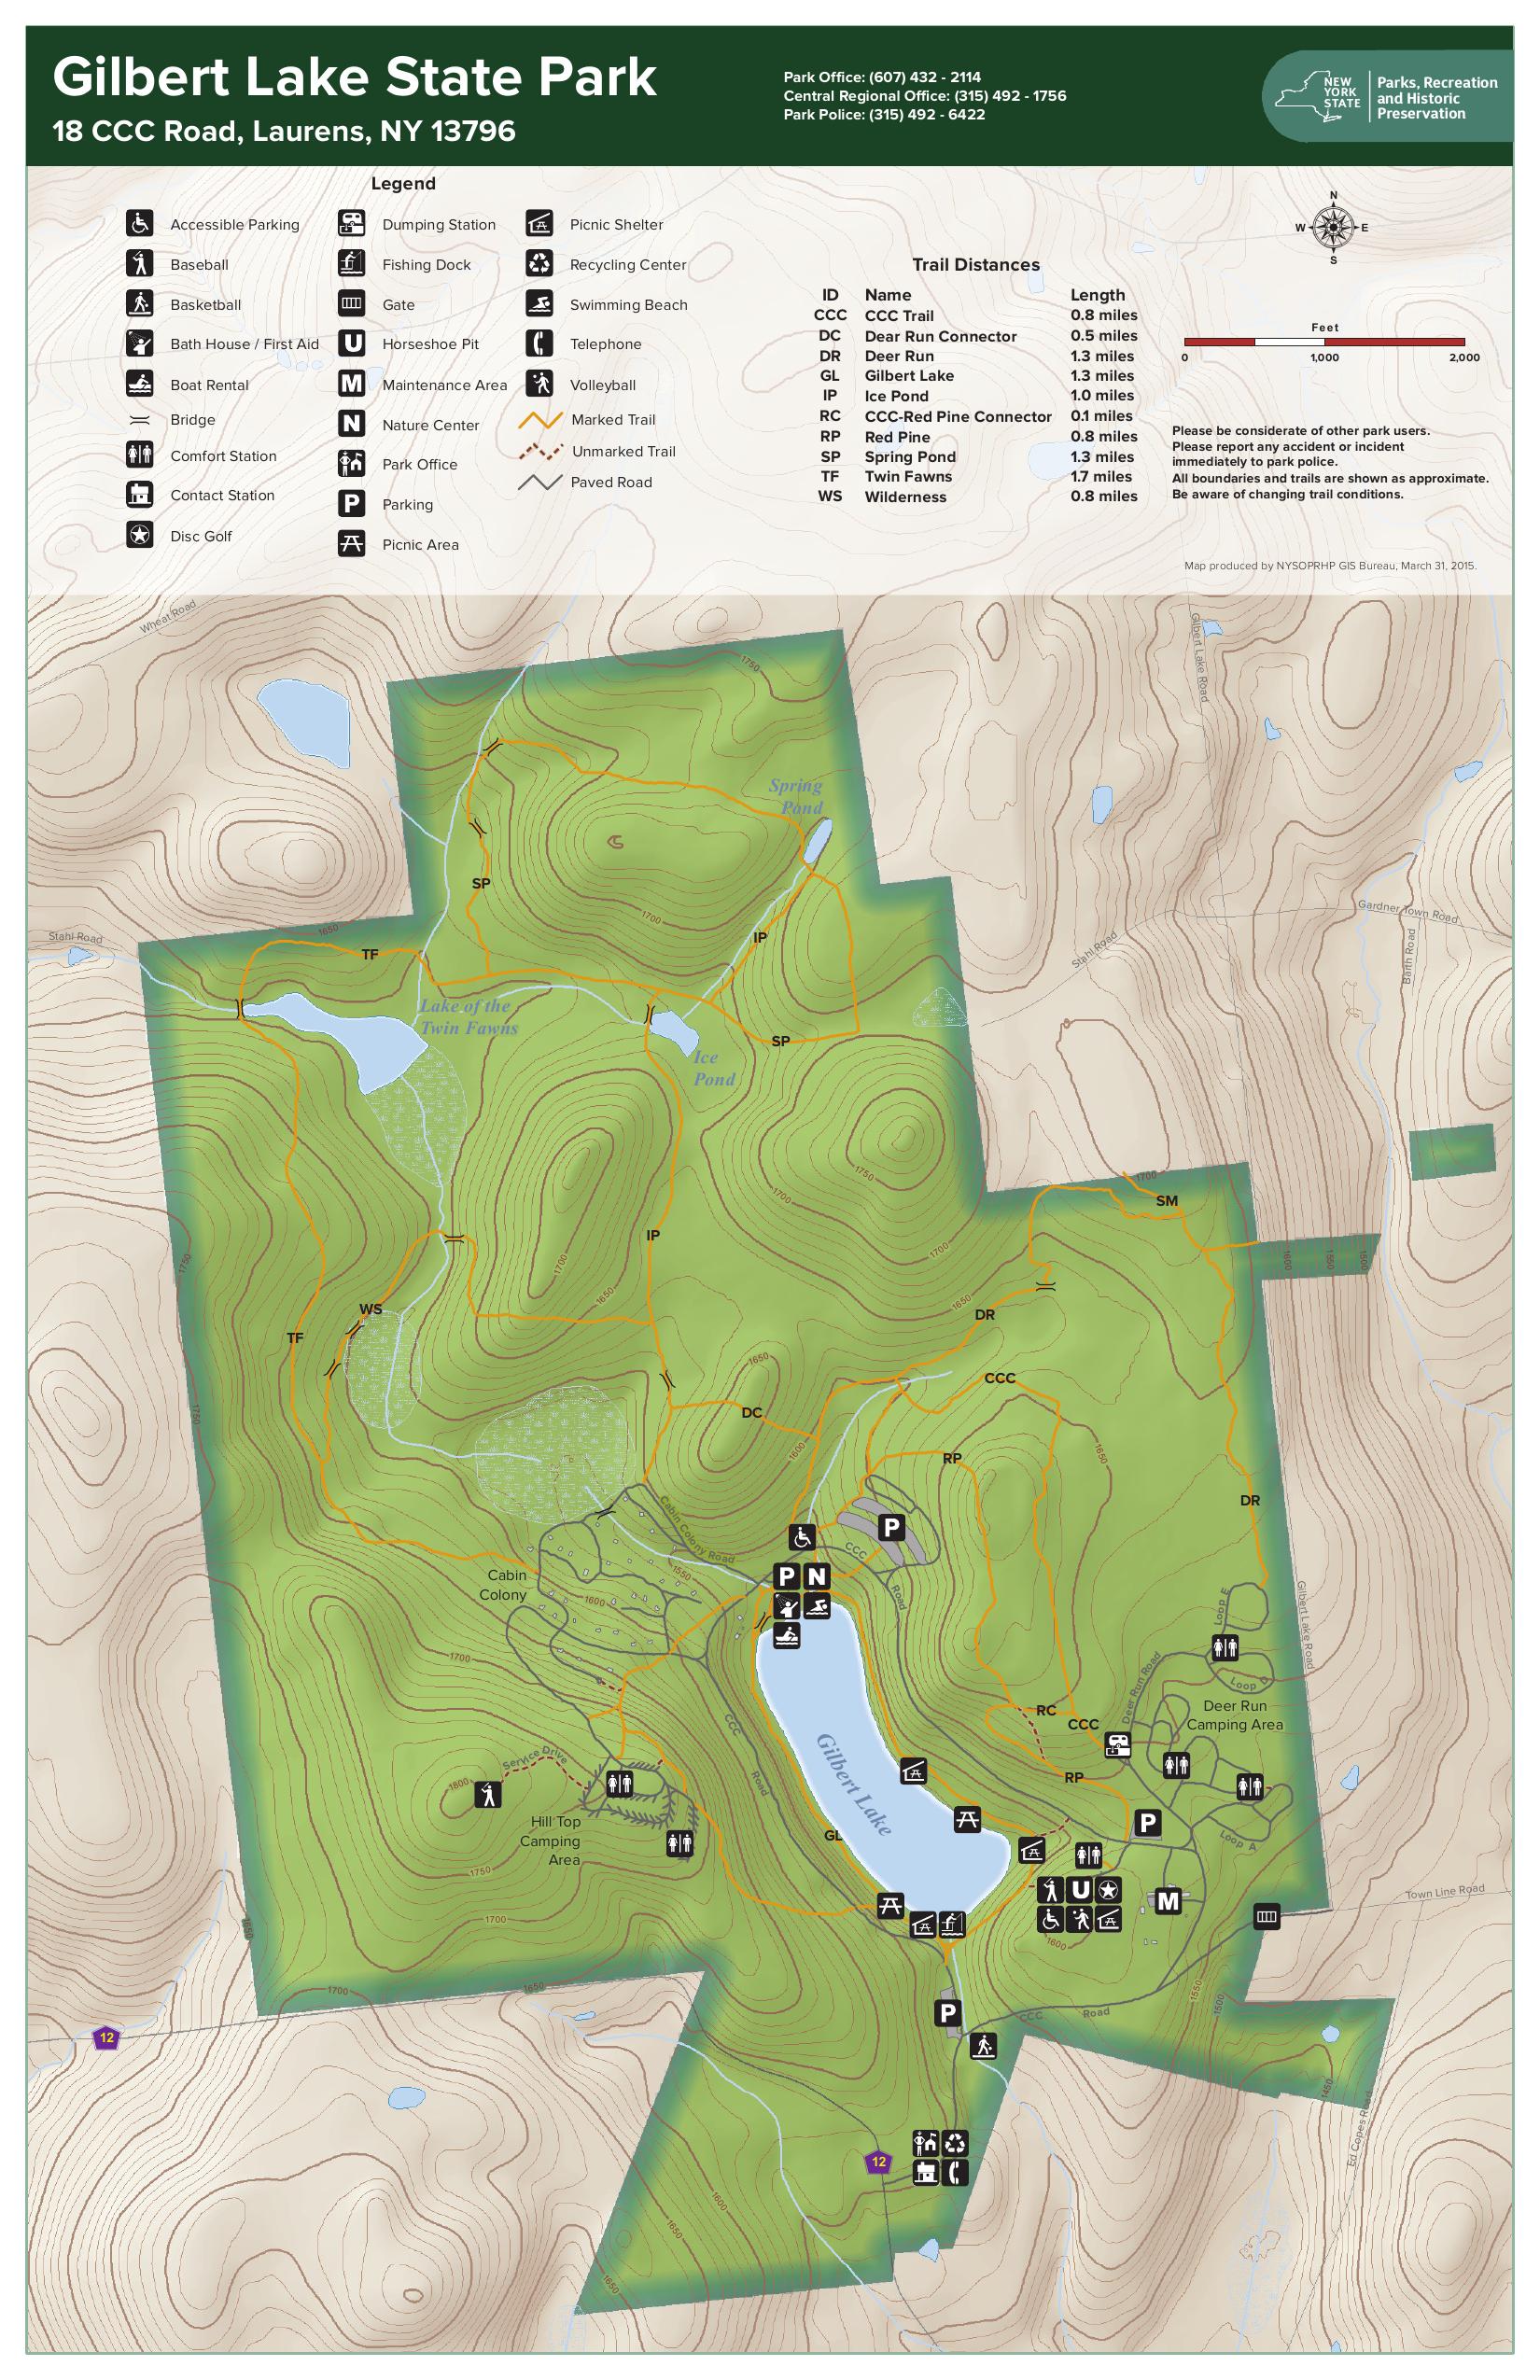 Gilbert Lake State Park
18 CCC Road, Laurens, NY 13796
Park Office: (607) 432 - 2114
Central Regional Office: (315) 492 - 1756
Park Police: (315) 492 - 6422
NEW
YORK
STATE
Parks, Recreation
and Historic
Preservation
Legend
Accessible Parking
Baseball
Basketball
Bath House / First Aid
Boat Rental
Bridge
Comfort Station
Contact Station
Disc Golf
Dumping Station
Fishing Dock
Gate
U Horseshoe Pit
M Maintenance Area
N Nature Center
Park Office
P Parking
Picnic Area
Picnic Shelter
Recycling Center
Swimming Beach
Telephone
Volleyball
Marked Trail
Unmarked Trail
Paved Road
Trail Distances
ID Name Length
CCC CCC Trail 0.8 miles
DC Dear Run Connector 0.5 miles
DR Deer Run 1.3 miles
GL Gilbert Lake 1.3 miles
IP Ice Pond 1.0 miles
RC CCC-Red Pine Connector 0.1 miles
RP Red Pine 0.8 miles
SP Spring Pond 1.3 miles
TF Twin Fawns 1.7 miles
WS Wilderness 0.8 miles
N
W E
S
Feet
0 1,000 2,000
Please be considerate of other park users.
Please report any accident or incident
immediately to park police.
All boundaries and trails are shown as approximate.
Be aware of changing trail conditions.
Map produced by NYSOPRHP GIS Bureau, March 31, 2015.
Wheat Road
Gilbert Lake Road
1750
Spring
Pond
SP
1700
Gardner Town Road
Stahl Road
1650
IP
Stahl Road
Barth Road
TF
Lake of the
Twin Fawns
SP
Ice
Pond
1750
1700
1700
SM
IP
1700
1750
1700
1600
1550
1500
1650
1650
WS
DR
TF
1650
CCC
1750
DC
1600
1650
RP
DR
Cabin Colony Road
P
CCC
Road
1550
P
N
Cabin
Colony
1600
Loop E
Gilbert Lake Road
1700
Deer Run Road
Loop D
Deer Run
Camping Area
RC
CCC
CCC
Road
Gilbert Lake
Service Drive
1800
RP
Hill Top
Camping
Area
GL
P
Loop A
1750
U
M
1700
1600
Town Line Road
1700
1650
1550
1500
P
CCC
Road
12
1450
Ed Copes Road
12
1600
1650
1650